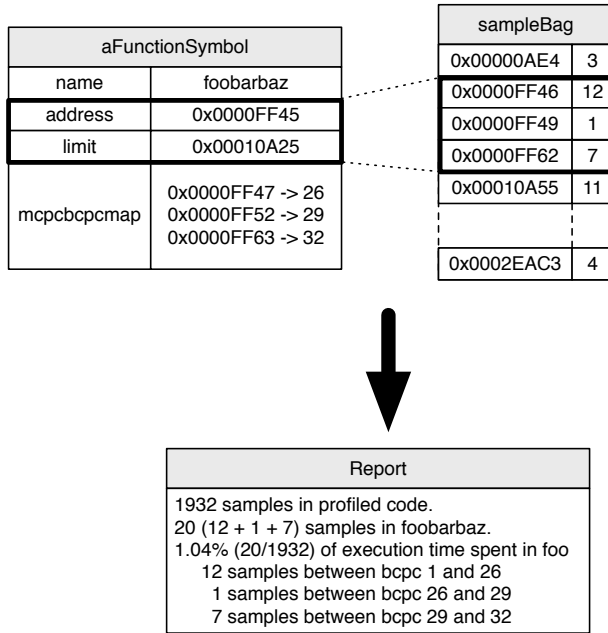 aFunctionSymbol
name foobarbaz
address 0x0000FF45
limit 0x00010A25
mcpcbcpcmap
0x0000FF47 -> 26
0x0000FF52 -> 29
0x0000FF63 -> 32
sampleBag
0x00000AE4 3
0x0000FF46 12
0x0000FF49 1
0x0000FF62 7
0x00010A55 11
0x0002EAC3 4
Report
1932 samples in profiled code.
20 (12 + 1 + 7) samples in foobarbaz.
1.04% (20/1932) of execution time spent in foo
12 samples between bcpc 1 and 26
1 samples between bcpc 26 and 29
7 samples between bcpc 29 and 32